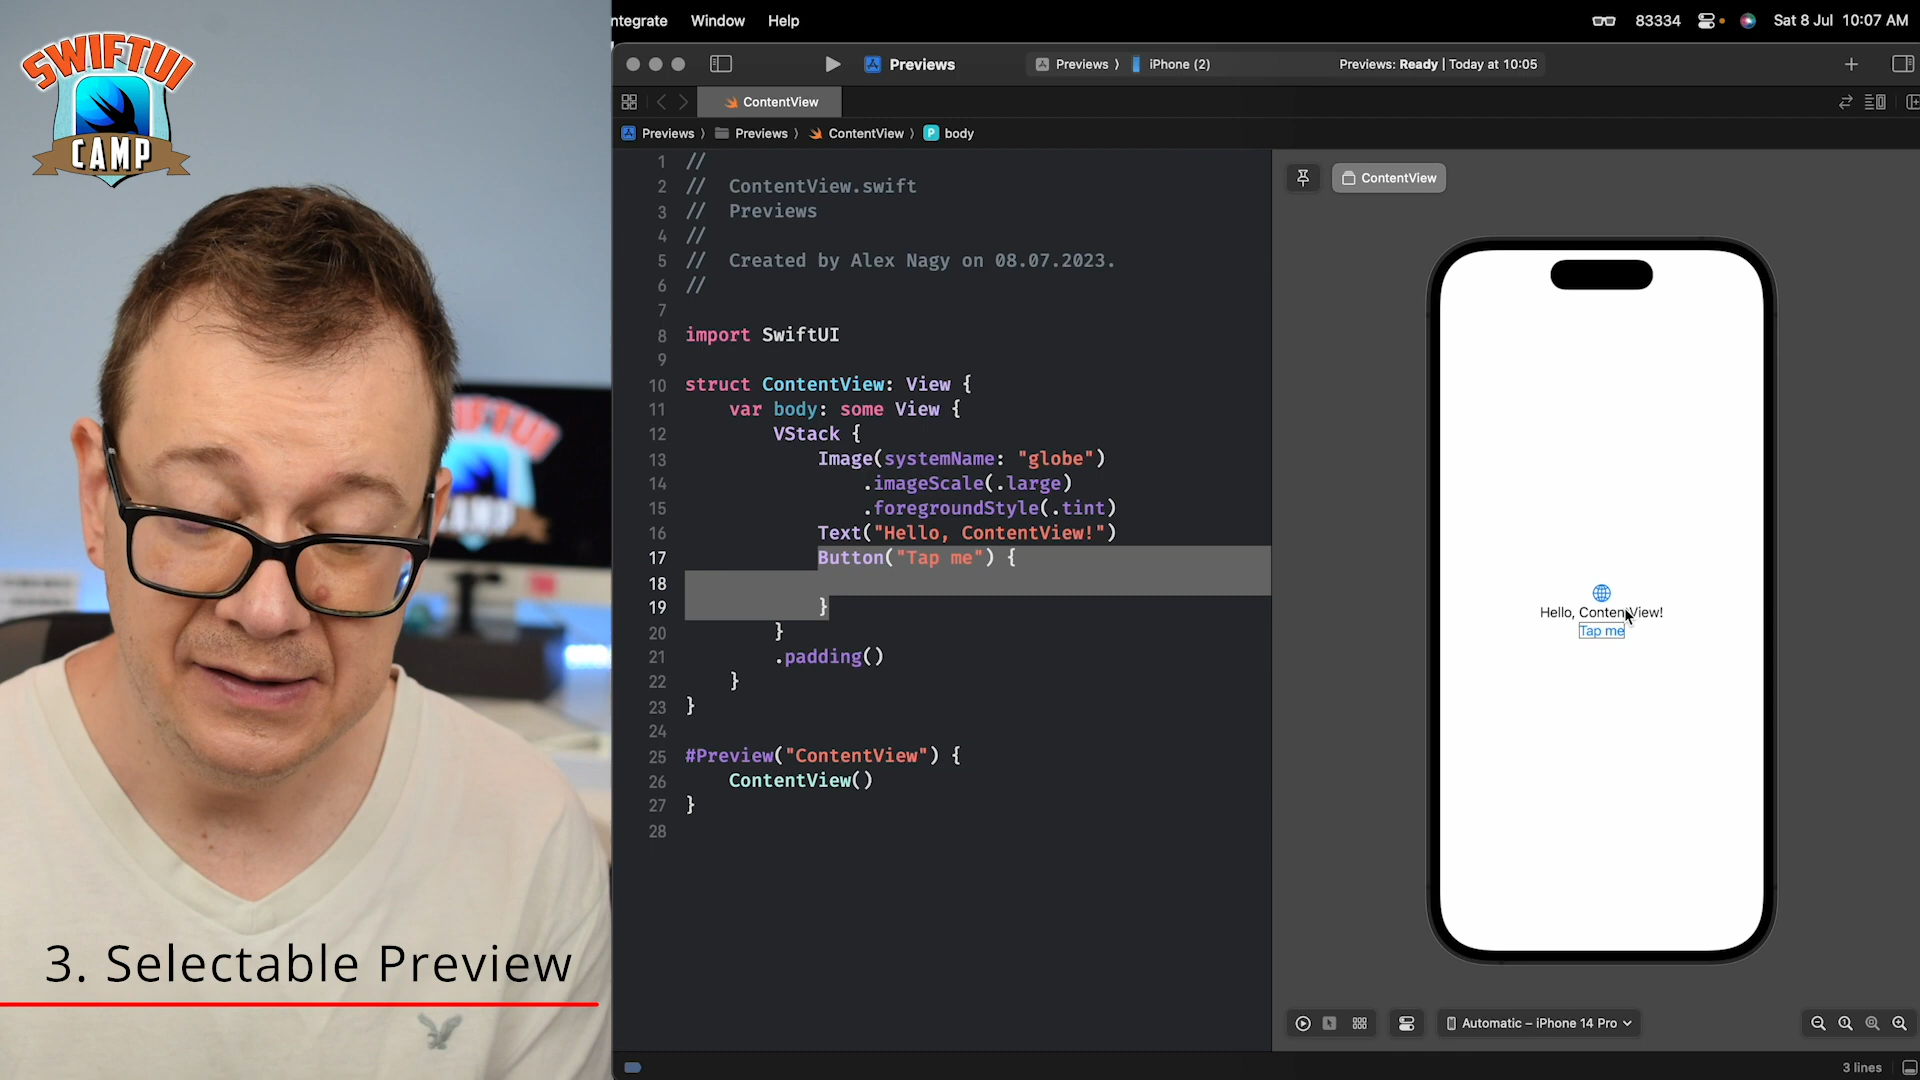 SWIFTUI
CAMP
ntegrate Window Help
83334 Sat 8 Jul 10:07 AM
Previews
Previews ⟩ iPhone (2)
Previews: Ready | Today at 10:05
ContentView
Previews ⟩ Previews ⟩ ContentView ⟩ P body
1 //
2 // ContentView.swift
3 // Previews
4 //
5 // Created by Alex Nagy on 08.07.2023.
6 //
7
8 import SwiftUI
9
10 struct ContentView: View {
11 var body: some View {
12 VStack {
13 Image(systemName: "globe")
14 .imageScale(.large)
15 .foregroundStyle(.tint)
16 Text("Hello, ContentView!")
17 Button("Tap me") {
18
19 }
20 }
21 .padding()
22 }
23 }
24
25 #Preview("ContentView") {
26 ContentView()
27 }
28
ContentView
Hello, ContentView!
Tap me
Automatic – iPhone 14 Pro
3 lines
SWIFTUI
CAMP
3. Selectable Preview